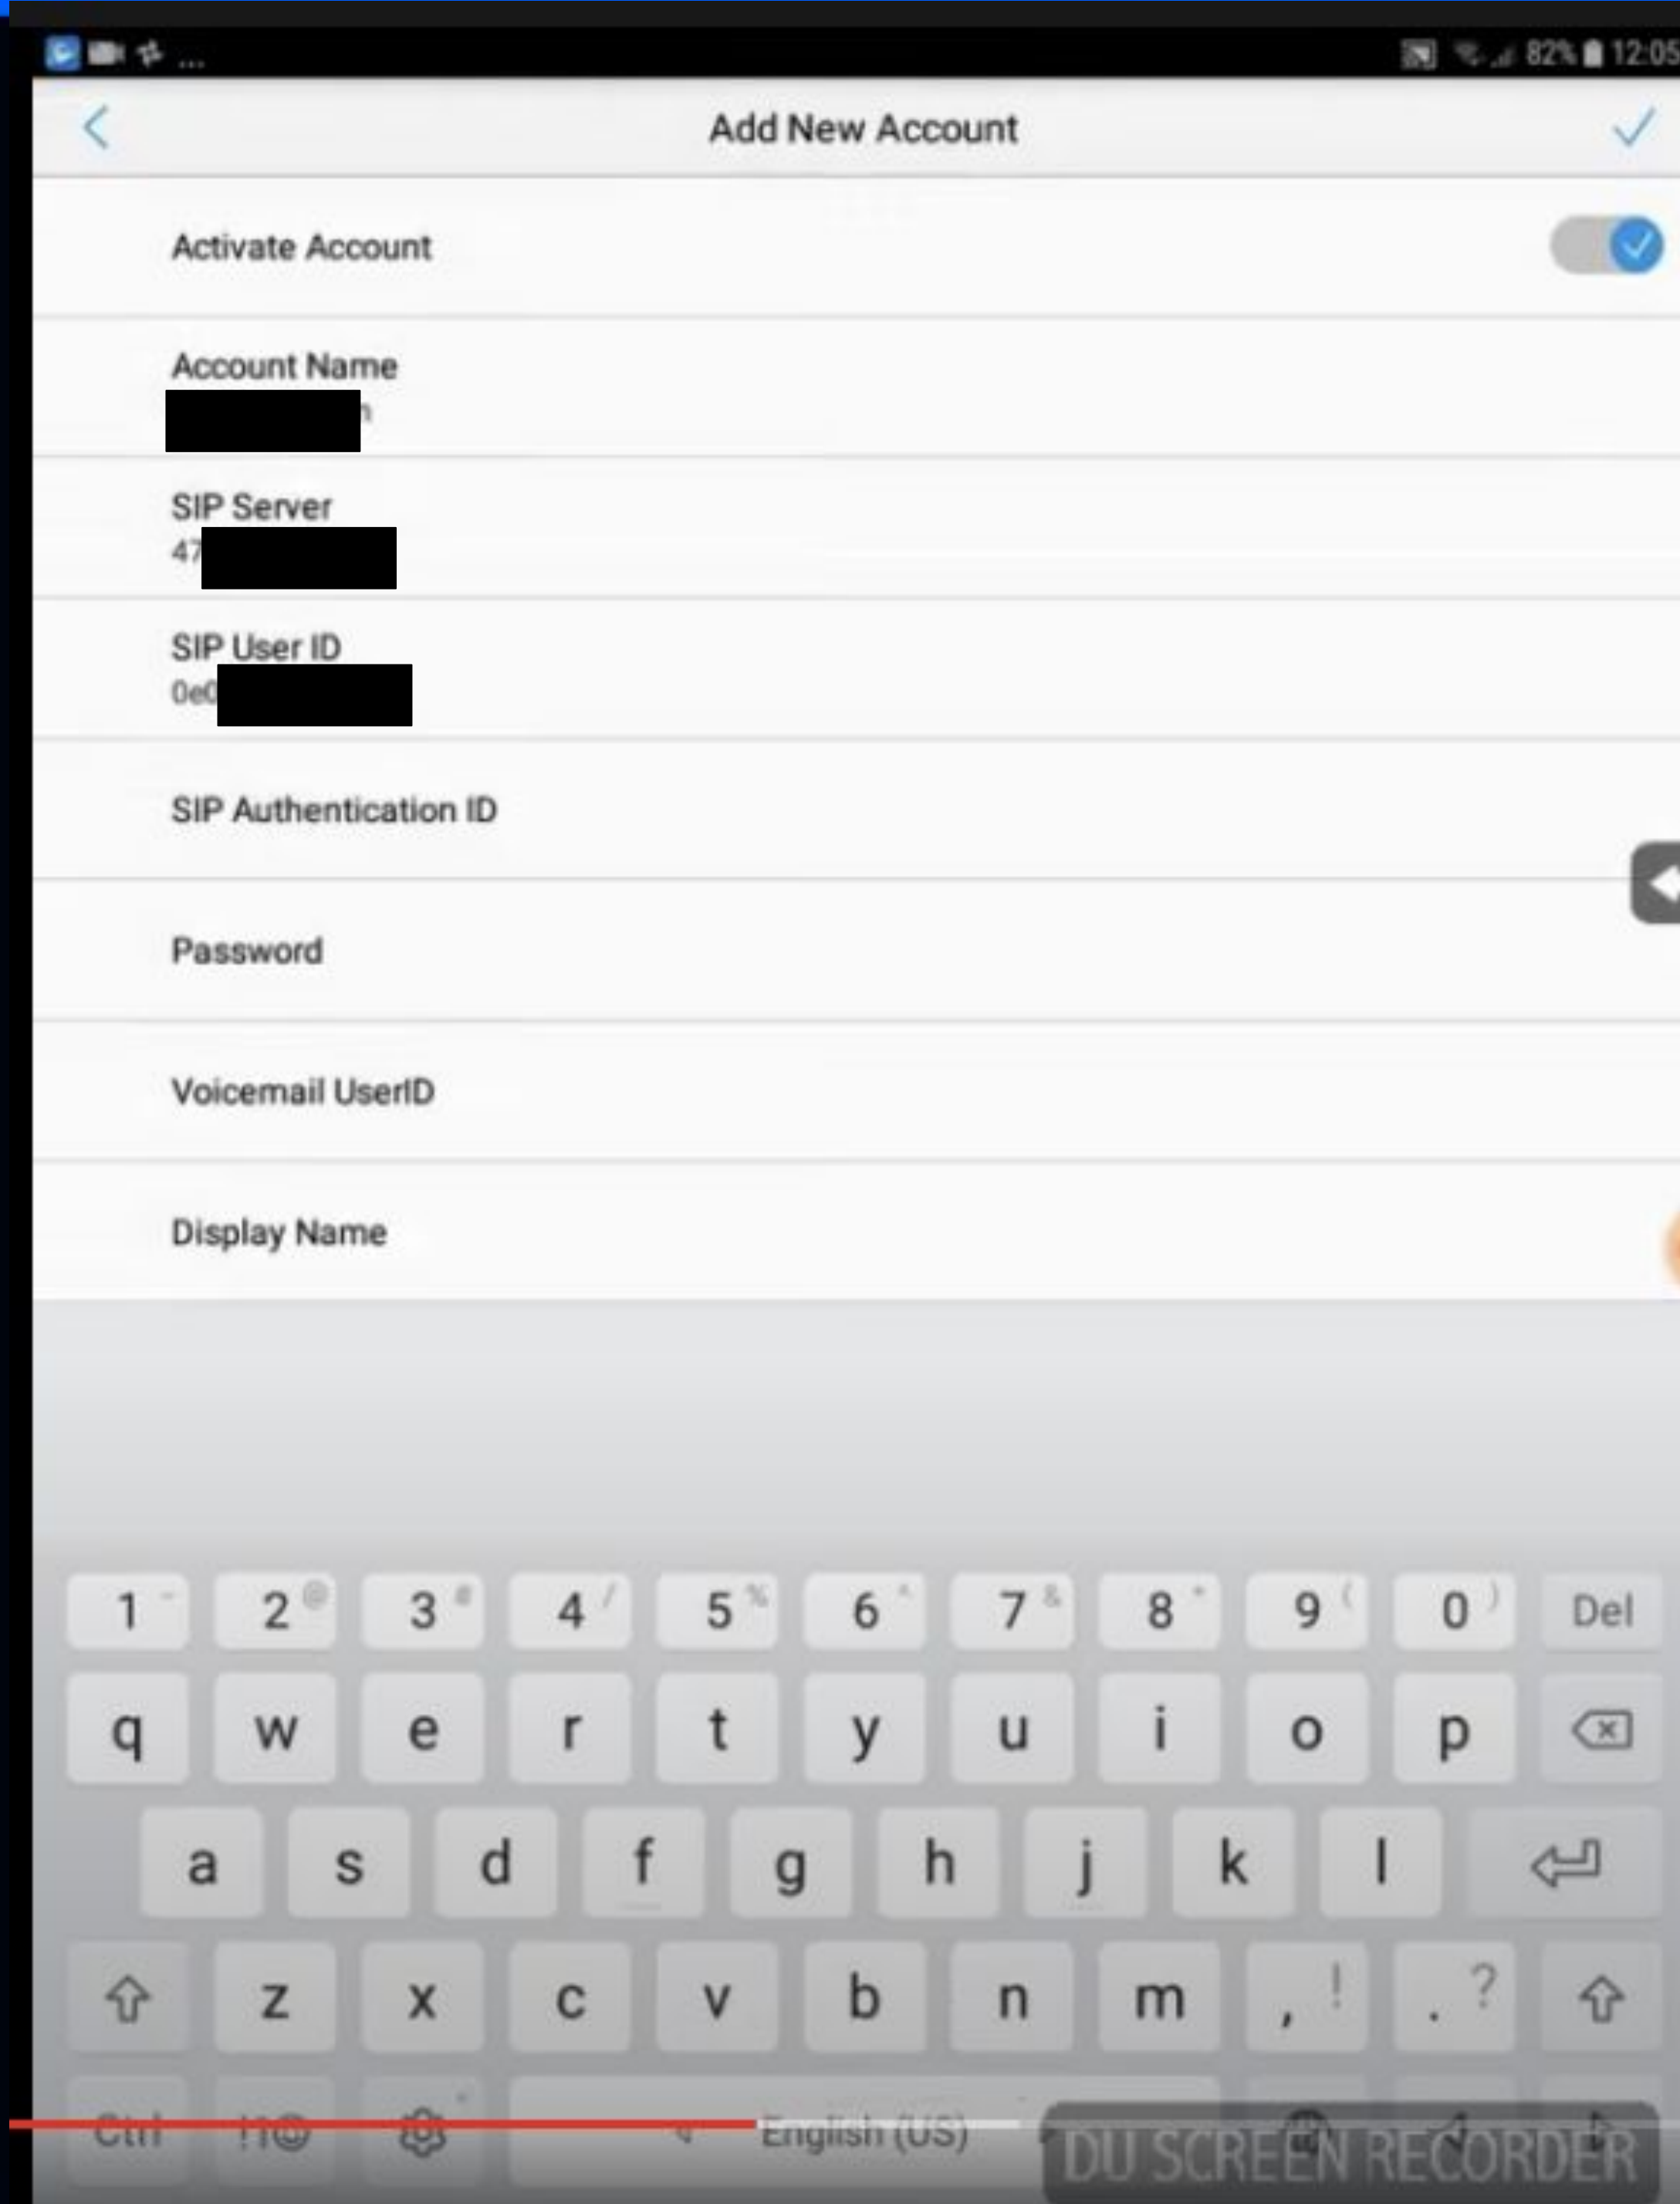 ... 82% 12:05
Add New Account
Activate Account
Account Name
n
SIP Server
47
SIP User ID
0e0
SIP Authentication ID
Password
Voicemail UserID
Display Name
1 - 2 @ 3 # 4 / 5 % 6 ^ 7 & 8 * 9 ( 0 ) Del
q w e r t y u i o p
a s d f g h j k l
z x c v b n m , ! . ?
Ctrl !?☺ English (US)
DU SCREEN RECORDER